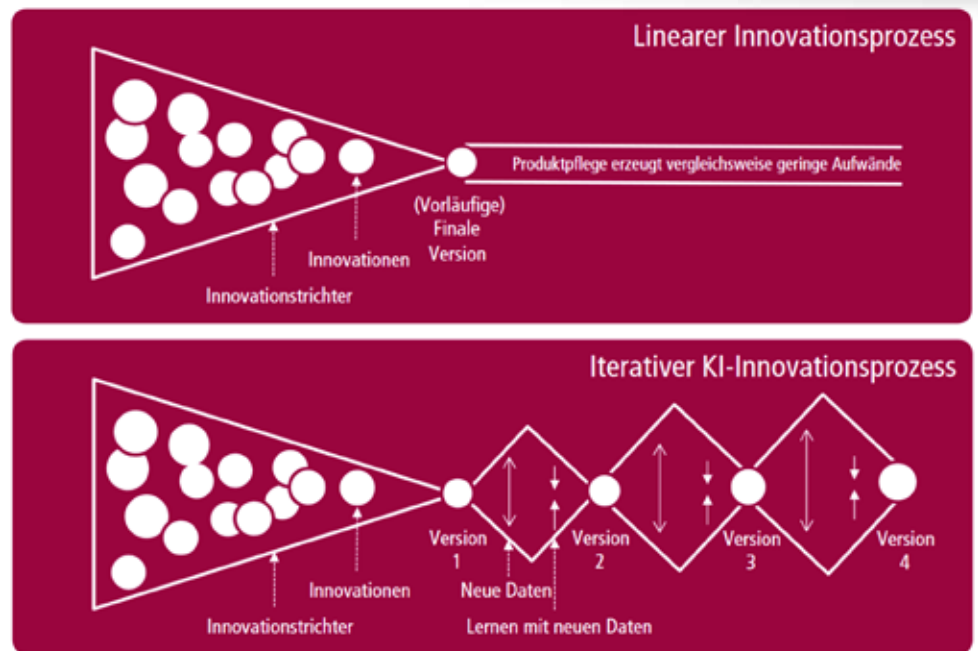 Linearer Innovationsprozess
Produktpflege erzeugt vergleichsweise geringe Aufwände
(Vorläufige)
Finale
Version
Innovationen
Innovationstrichter
Iterativer KI-Innovationsprozess
Version
1
Version
2
Version
3
Version
4
Neue Daten
Innovationen
Lernen mit neuen Daten
Innovationstrichter